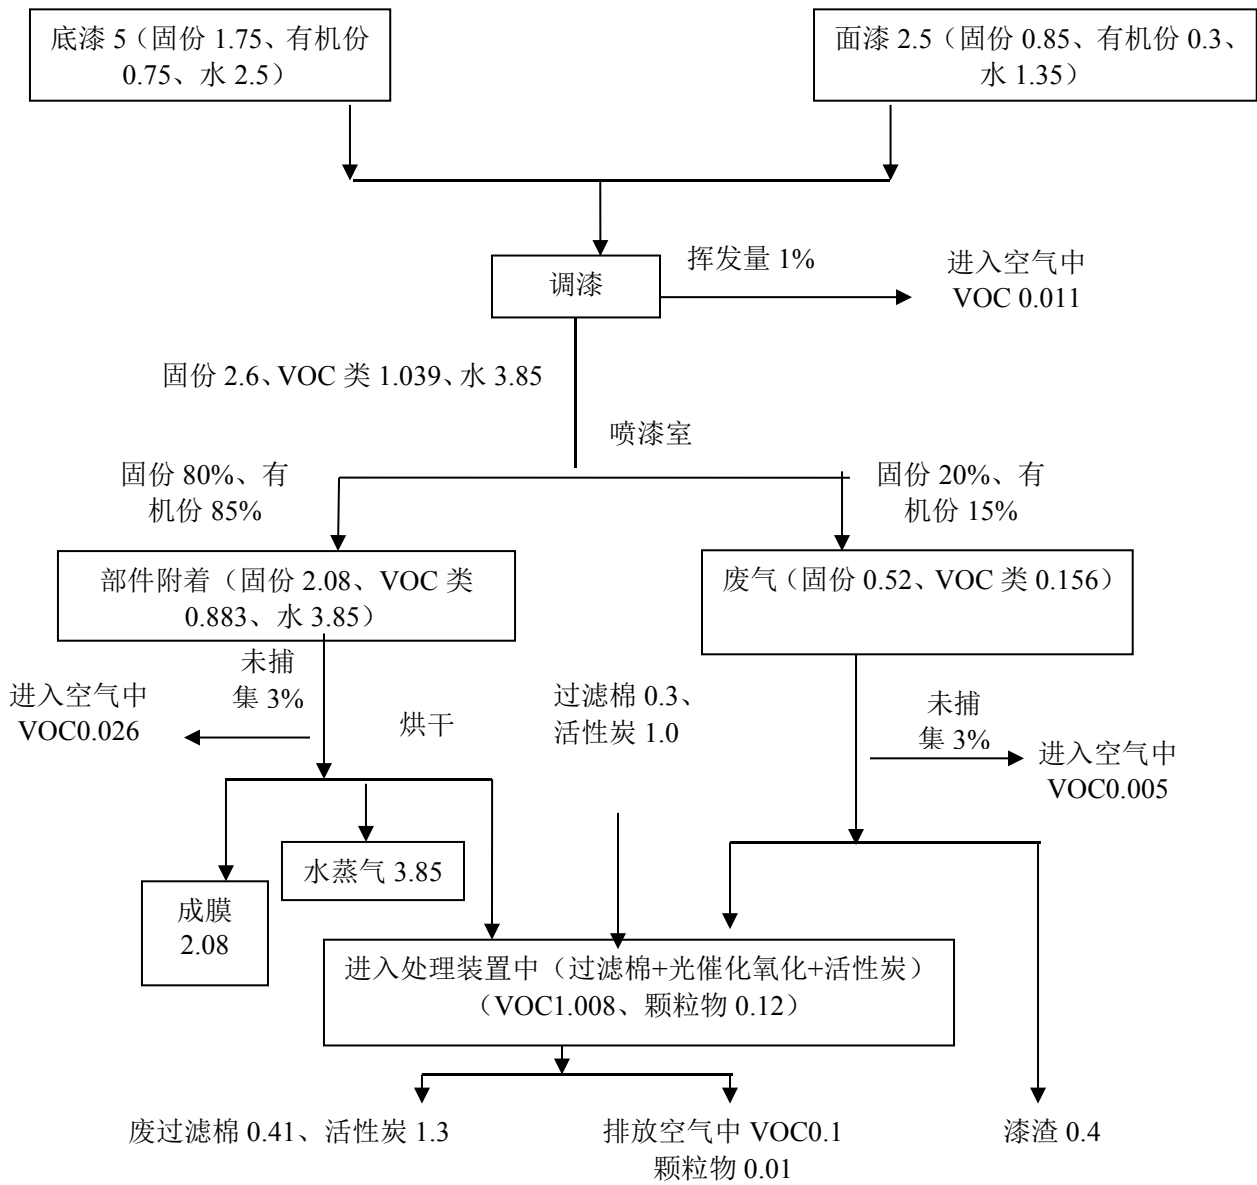 底漆 5（固份 1.75、有机份
0.75、水 2.5）
面漆 2.5（固份 0.85、有机份 0.3、
水 1.35）
调漆
挥发量 1%
进入空气中
VOC 0.011
固份 2.6、VOC 类 1.039、水 3.85
喷漆室
固份 80%、有
机份 85%
固份 20%、有
机份 15%
部件附着（固份 2.08、VOC 类
0.883、水 3.85）
废气（固份 0.52、VOC 类 0.156）
未捕
集 3%
进入空气中
VOC0.026
烘干
过滤棉 0.3、
活性炭 1.0
未捕
集 3%
进入空气中
VOC0.005
水蒸气 3.85
成膜
2.08
进入处理装置中（过滤棉+光催化氧化+活性炭）
（VOC1.008、颗粒物 0.12）
废过滤棉 0.41、活性炭 1.3
排放空气中 VOC0.1
颗粒物 0.01
漆渣 0.4